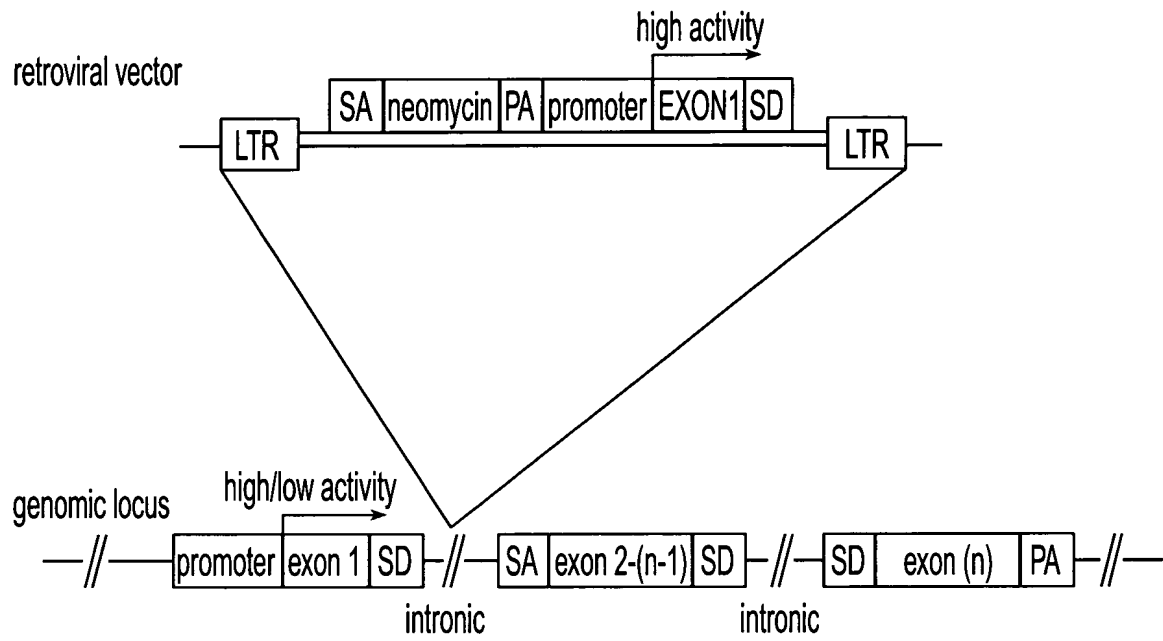 high activity
retroviral vector
SA neomycin PA promoter EXON1 SD
LTR LTR
high/low activity
genomic locus
promoter exon 1 SD SA exon 2-(n-1) SD SD exon (n) PA
intronic intronic